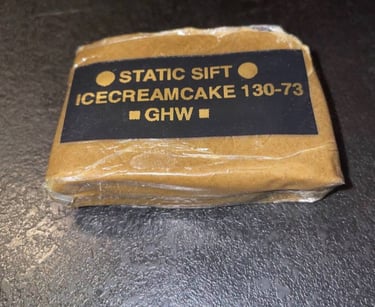 STATIC SIFT
ICECREAMCAKE 130-73
GHW